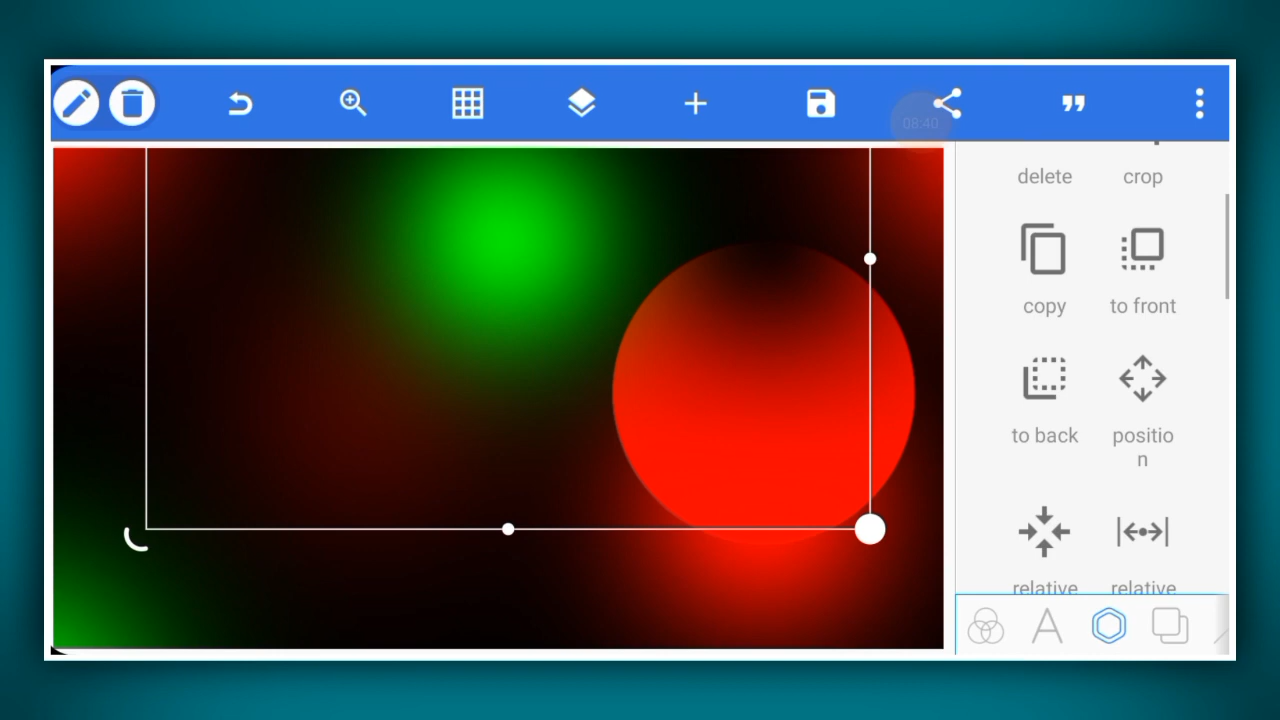 08:40
delete crop
copy to front
to back positio
n
relative relative